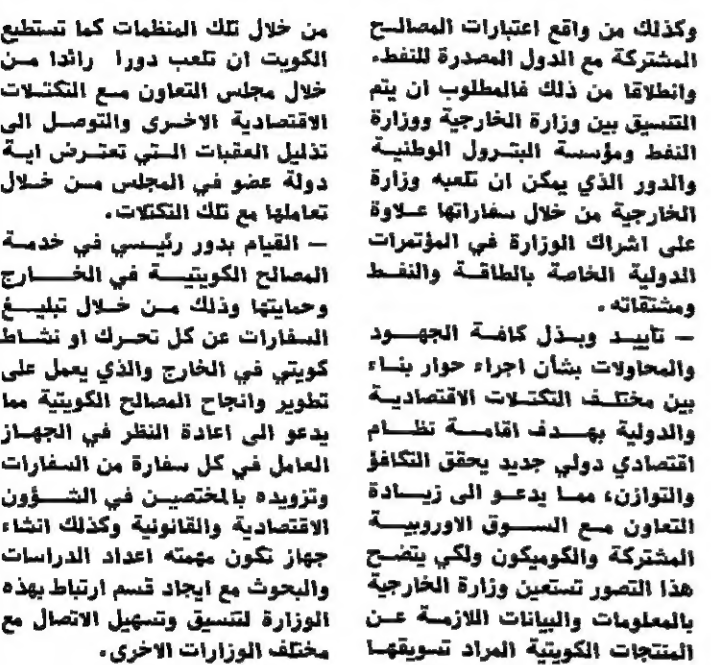 وكذلك من واقع اعتبارات المصالح
المشتركة مع الدول المصدرة للنفط.
وانطلاقا من ذلك فالمطلوب ان يتم
التنسيق بين وزارة الخارجية ووزارة
النفط ومؤسسة البترول الوطنية
والدور الذي يمكن ان تلعبه وزارة
الخارجية من خلال سفاراتها علاوة
على اشراك الوزارة في المؤتمرات
الدولية الخاصة بالطاقة والنفط
ومشتقاته.
— تأييد وبذل كافة الجهود
والمحاولات بشأن اجراء حوار بناء
بين مختلف التكتلات الاقتصادية
والدولية بهدف اقامة نظام
اقتصادي دولي جديد يحقق التكافؤ
والتوازن، مما يدعو الى زيادة
التعاون مع السوق الاوروبية
المشتركة والكوميكون ولكي يتضح
هذا التصور تستعين وزارة الخارجية
بالمعلومات والبيانات اللازمة عن
المنتجات الكويتية المراد تسويقها
من خلال تلك المنظمات كما تستطيع
الكويت ان تلعب دورا رائدا من
خلال مجلس التعاون مع التكتلات
الاقتصادية الاخرى والتوصل الى
تذليل العقبات التي تعترض اية
دولة عضو في المجلس من خلال
تعاملها مع تلك التكتلات.
— القيام بدور رئيسي في خدمة
المصالح الكويتية في الخارج
وحمايتها وذلك من خلال تبليغ
السفارات عن كل تحرك او نشاط
كويتي في الخارج والذي يعمل على
تطوير وانجاح المصالح الكويتية مما
يدعو الى اعادة النظر في الجهاز
العامل في كل سفارة من السفارات
وتزويده بالمختصين في الشؤون
الاقتصادية والقانونية وكذلك انشاء
جهاز تكون مهمته اعداد الدراسات
والبحوث مع ايجاد قسم ارتباط بهذه
الوزارة لتنسيق وتسهيل الاتصال مع
مختلف الوزارات الاخرى.